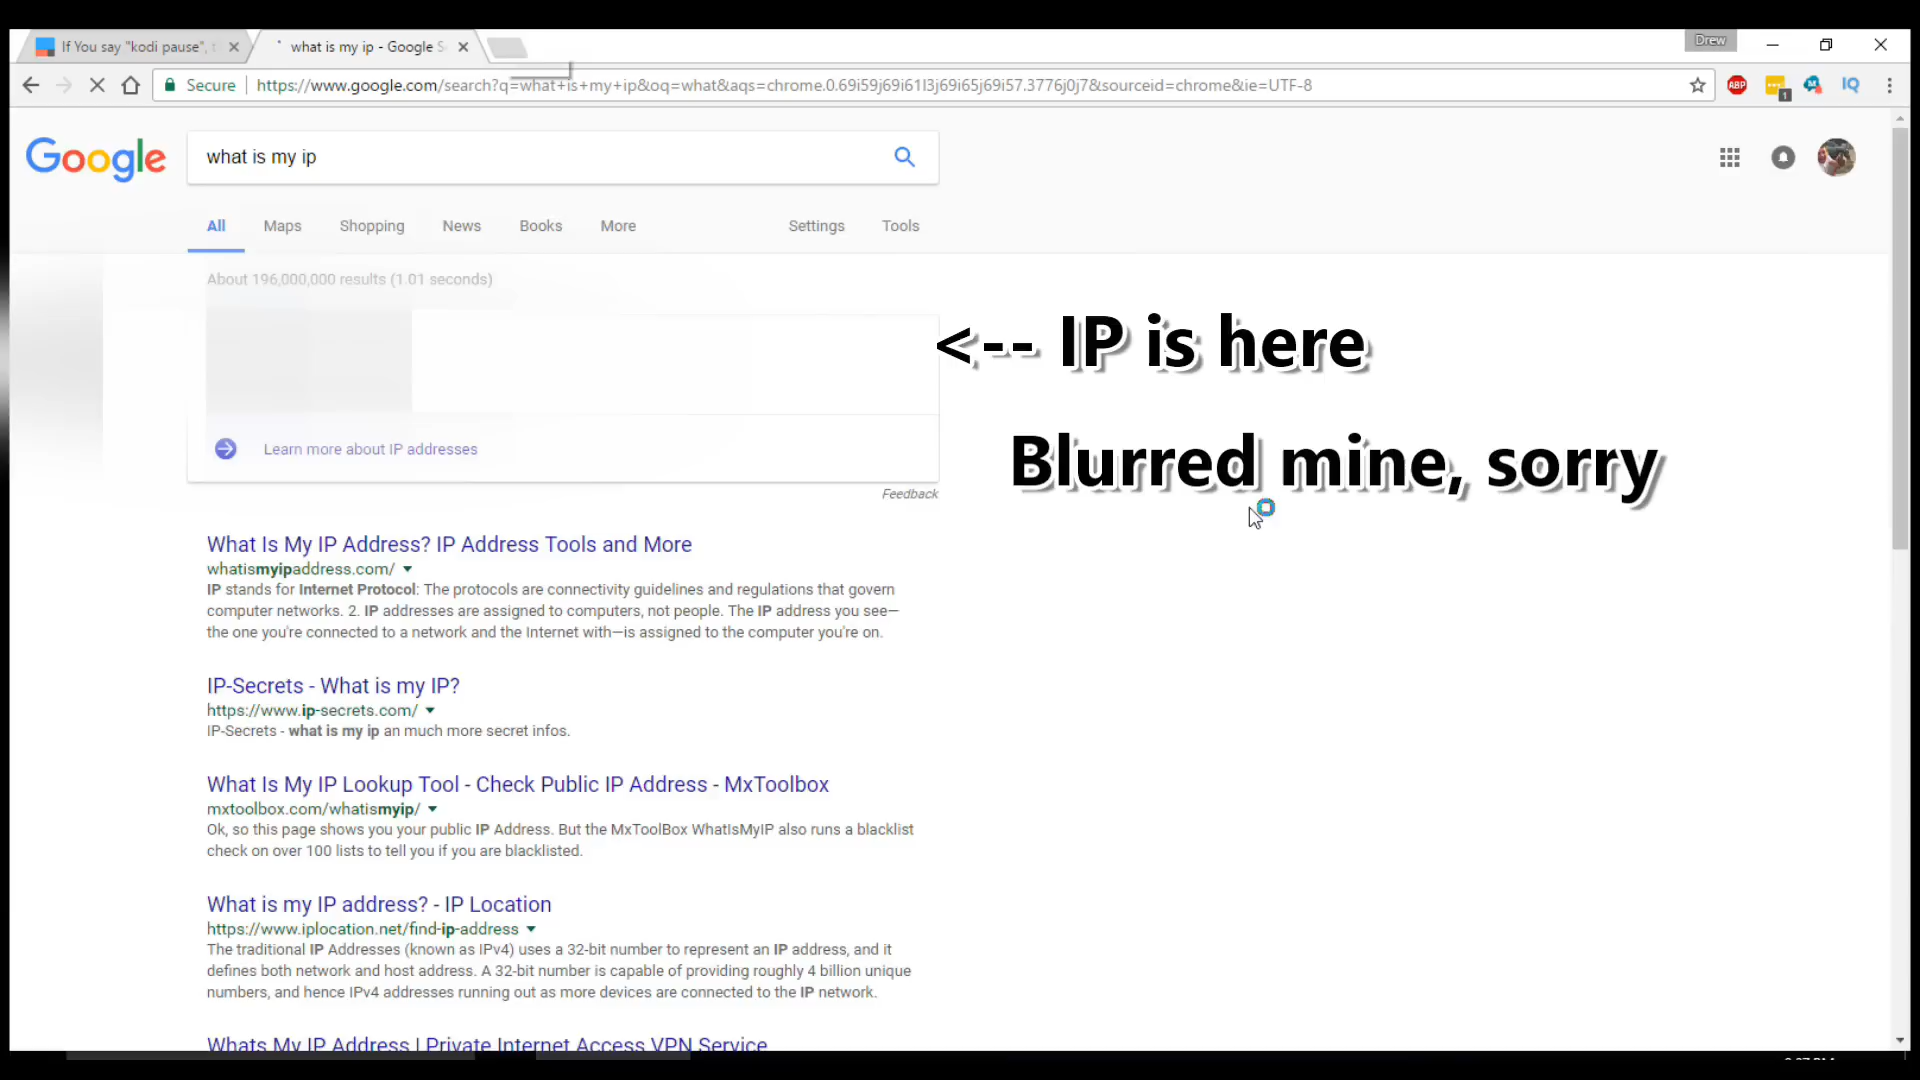 If You say "kodi pause", t
what is my ip - Google S
Drew
Secure
https://www.google.com/search?q=what+is+my+ip&oq=what&aqs=chrome.0.69i59j69i61l3j69i65j69i57.3776j0j7&sourceid=chrome&ie=UTF-8
ABP
1
IQ
Google
what is my ip
All
Maps
Shopping
News
Books
More
Settings
Tools
About 196,000,000 results (1.01 seconds)
<-- IP is here
Learn more about IP addresses
Blurred mine, sorry
Feedback
What Is My IP Address? IP Address Tools and More
whatismyipaddress.com/
IP stands for Internet Protocol: The protocols are connectivity guidelines and regulations that govern
computer networks. 2. IP addresses are assigned to computers, not people. The IP address you see—
the one you're connected to a network and the Internet with—is assigned to the computer you're on.
IP-Secrets - What is my IP?
https://www.ip-secrets.com/
IP-Secrets - what is my ip an much more secret infos.
What Is My IP Lookup Tool - Check Public IP Address - MxToolbox
mxtoolbox.com/whatismyip/
Ok, so this page shows you your public IP Address. But the MxToolBox WhatIsMyIP also runs a blacklist
check on over 100 lists to tell you if you are blacklisted.
What is my IP address? - IP Location
https://www.iplocation.net/find-ip-address
The traditional IP Addresses (known as IPv4) uses a 32-bit number to represent an IP address, and it
defines both network and host address. A 32-bit number is capable of providing roughly 4 billion unique
numbers, and hence IPv4 addresses running out as more devices are connected to the IP network.
Whats My IP Address | Private Internet Access VPN Service